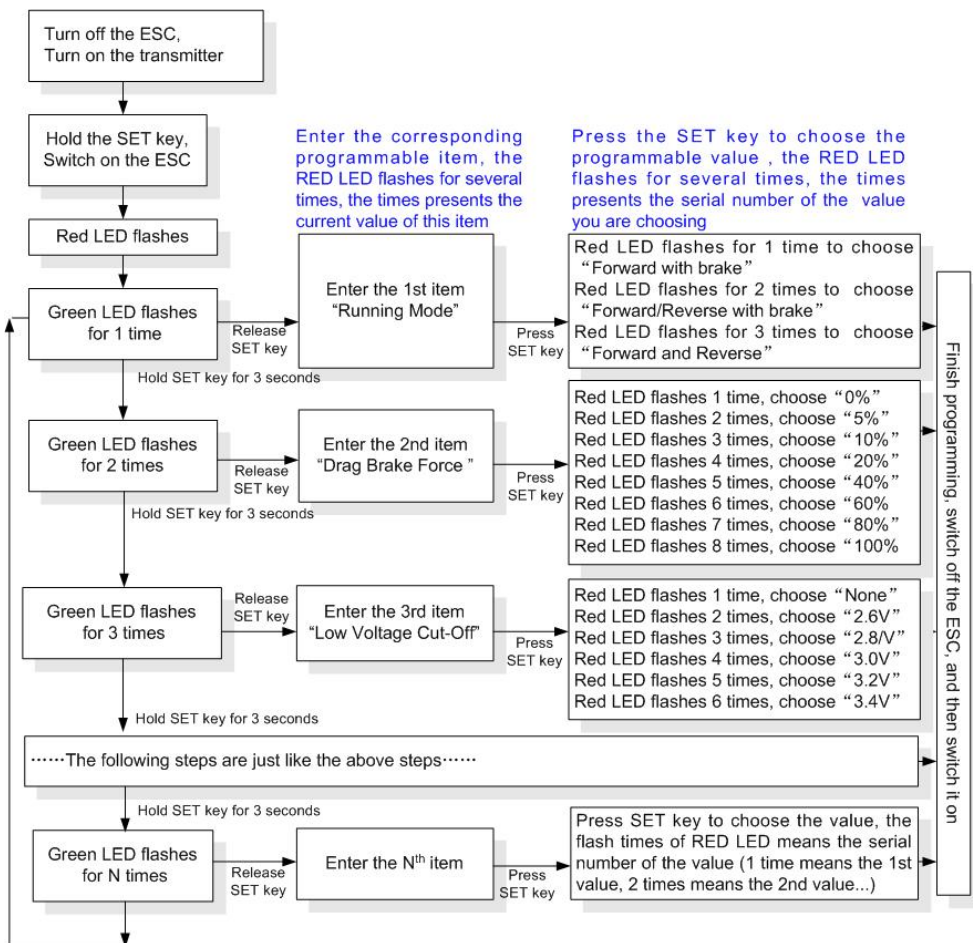 Turn off the ESC,
Turn on the transmitter
Hold the SET key,
Switch on the ESC
Enter the corresponding
programmable item, the
RED LED flashes for several
times, the times presents the
current value of this item
Press the SET key to choose the
programmable value , the RED LED
flashes for several times, the times
presents the serial number of the value
you are choosing
Red LED flashes
Green LED flashes
for 1 time
Release
SET key
Enter the 1st item
“Running Mode”
Press
SET key
Red LED flashes for 1 time to choose
“Forward with brake”
Red LED flashes for 2 times to choose
“Forward/Reverse with brake”
Red LED flashes for 3 times to choose
“Forward and Reverse”
Hold SET key for 3 seconds
Green LED flashes
for 2 times
Release
SET key
Enter the 2nd item
“Drag Brake Force ”
Press
SET key
Red LED flashes 1 time, choose “0%”
Red LED flashes 2 times, choose “5%”
Red LED flashes 3 times, choose “10%”
Red LED flashes 4 times, choose “20%”
Red LED flashes 5 times, choose “40%”
Red LED flashes 6 times, choose “60%
Red LED flashes 7 times, choose “80%”
Red LED flashes 8 times, choose “100%
Hold SET key for 3 seconds
Green LED flashes
for 3 times
Release
SET key
Enter the 3rd item
“Low Voltage Cut-Off”
Press
SET key
Red LED flashes 1 time, choose “None”
Red LED flashes 2 times, choose “2.6V”
Red LED flashes 3 times, choose “2.8/V”
Red LED flashes 4 times, choose “3.0V”
Red LED flashes 5 times, choose “3.2V”
Red LED flashes 6 times, choose “3.4V”
Hold SET key for 3 seconds
······The following steps are just like the above steps······
Hold SET key for 3 seconds
Green LED flashes
for N times
Release
SET key
Enter the Nth item
Press
SET key
Press SET key to choose the value, the
flash times of RED LED means the serial
number of the value (1 time means the 1st
value, 2 times means the 2nd value...)
Finish programming, switch off the ESC, and then switch it on